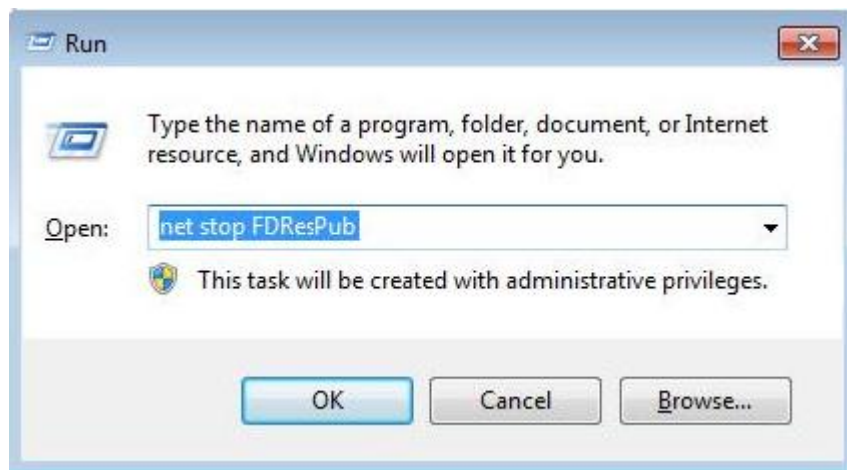 Run
Type the name of a program, folder, document, or Internet
resource, and Windows will open it for you.
Open: net stop FDResPub
This task will be created with administrative privileges.
OK Cancel Browse...